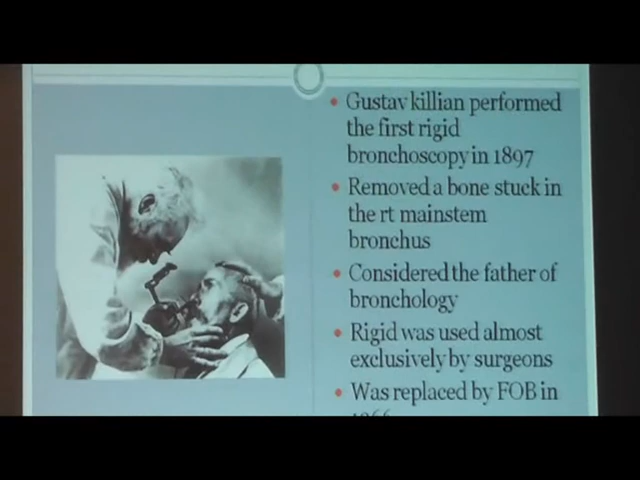 Gustav killian performed
the first rigid
bronchoscopy in 1897
Removed a bone stuck in
the rt mainstem
bronchus
Considered the father of
bronchology
Rigid was used almost
exclusively by surgeons
Was replaced by FOB in